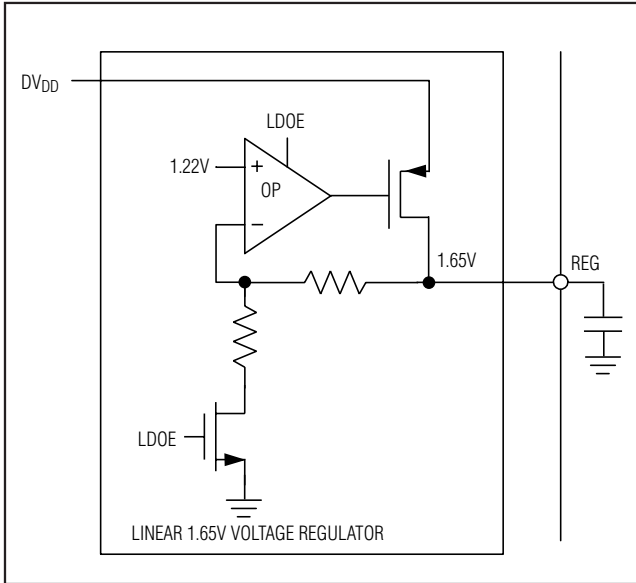 DVDD
LDOE
1.22V
+
OP
−
1.65V
REG
LDOE
LINEAR 1.65V VOLTAGE REGULATOR